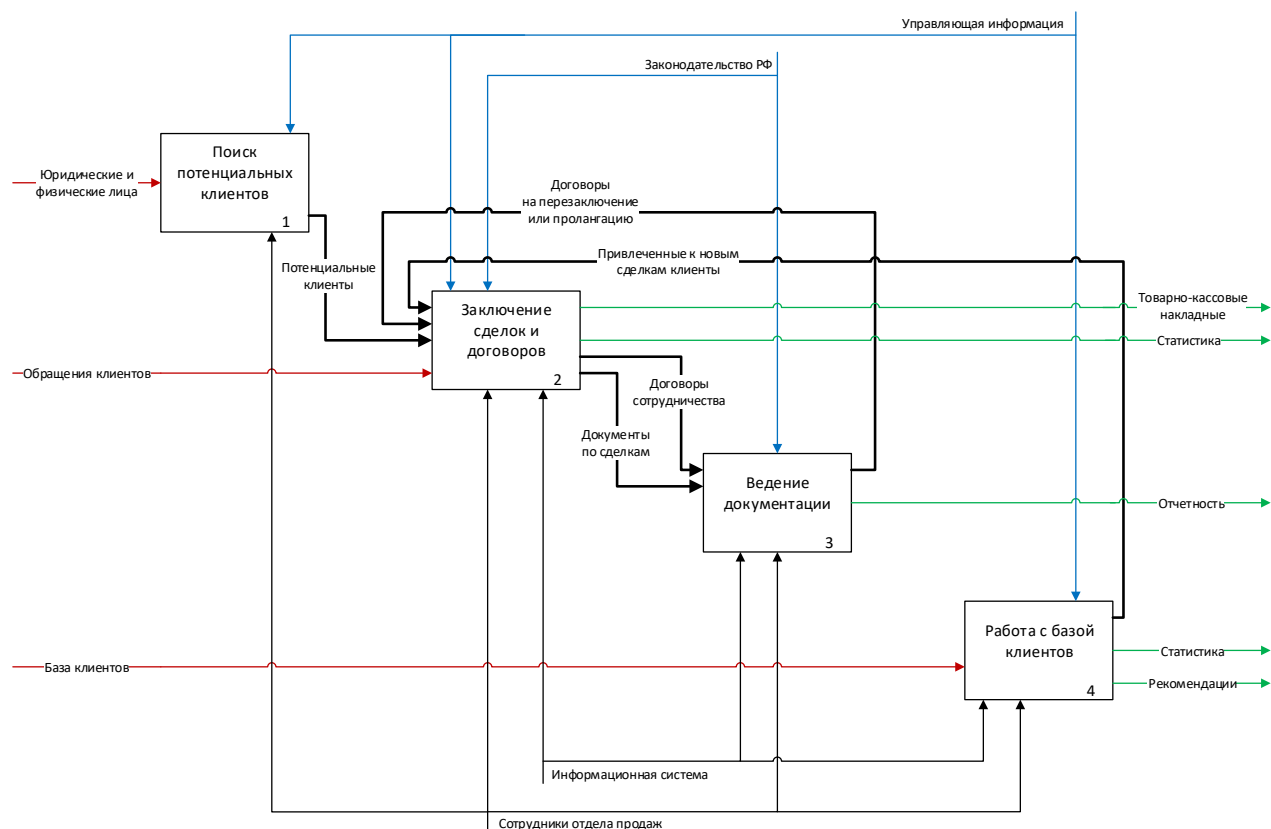 Управляющая информация
Законодательство РФ
Поиск
потенциальных
клиентов
1
Юридические и
физические лица
Договоры
на перезаключение
или пролангацию
Потенциальные
клиенты
Привлеченные к новым
сделкам клиенты
Заключение
сделок и
договоров
2
Товарно-кассовые
накладные
Статистика
Обращения клиентов
Договоры
сотрудничества
Документы
по сделкам
Ведение
документации
3
Отчетность
Работа с базой
клиентов
4
База клиентов
Статистика
Рекомендации
Информационная система
Сотрудники отдела продаж